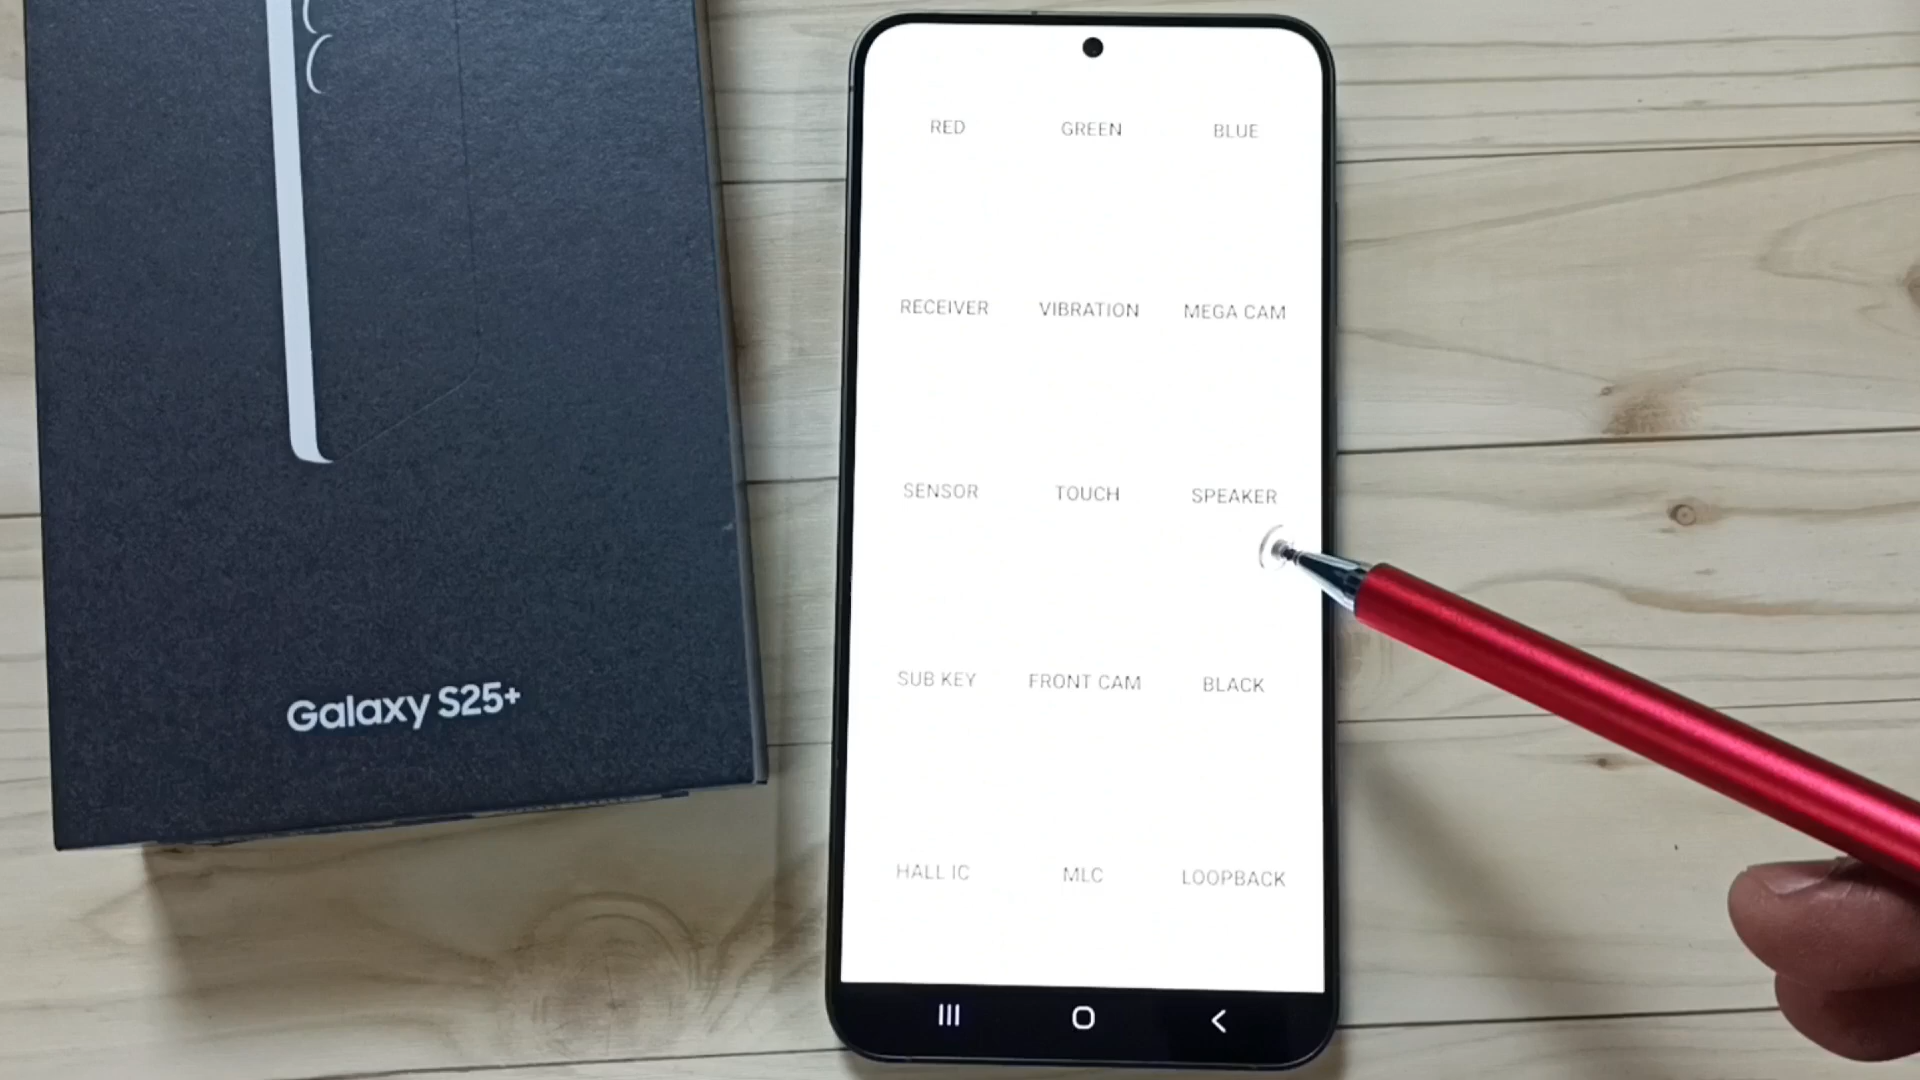 Galaxy S25+
RED GREEN BLUE
RECEIVER VIBRATION MEGA CAM
SENSOR TOUCH SPEAKER
SUB KEY FRONT CAM BLACK
HALL IC MLC LOOPBACK